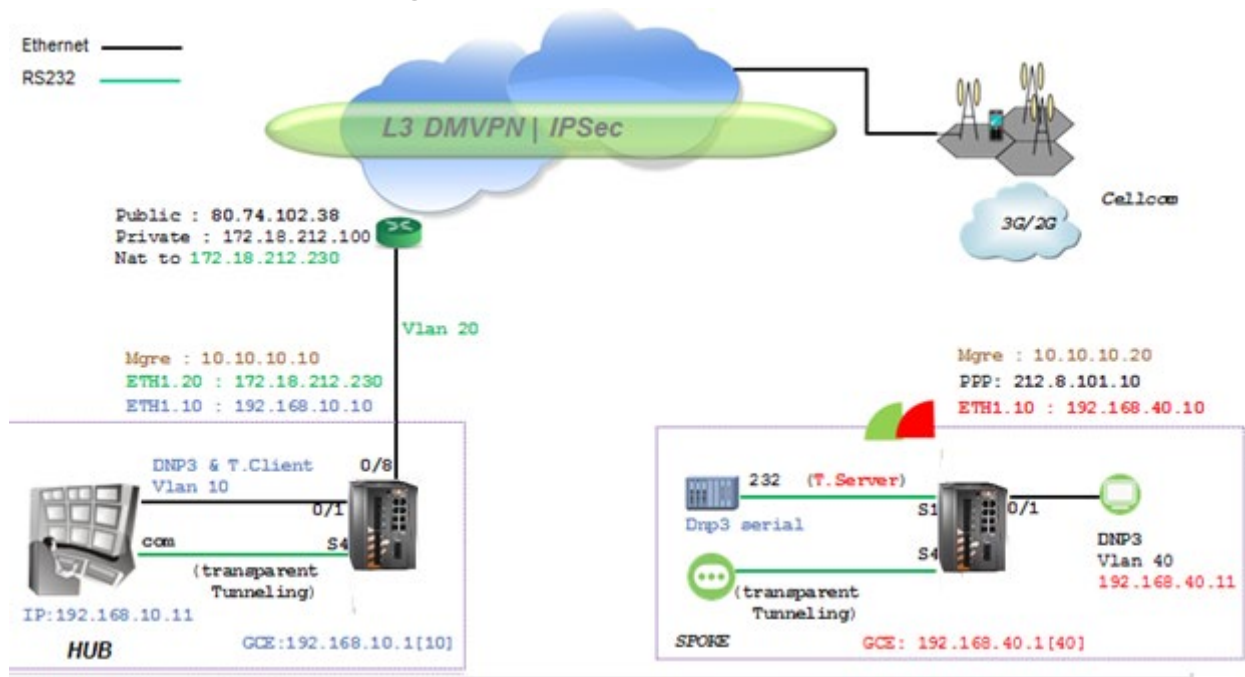 Ethernet
RS232
L3 DMVPN | IPSec
Cellcom
3G/2G
Public : 80.74.102.38
Private : 172.18.212.100
Nat to 172.18.212.230
Vlan 20
Mgre : 10.10.10.10
ETH1.20 : 172.18.212.230
ETH1.10 : 192.168.10.10
Mgre : 10.10.10.20
PPP: 212.8.101.10
ETH1.10 : 192.168.40.10
DNP3 & T.Client
Vlan 10
0/8
0/1
com
S4
(transparent
Tunneling)
IP:192.168.10.11
HUB
GCE:192.168.10.1[10]
232 (T.Server)
S1
0/1
Dnp3 serial
S4
(transparent
Tunneling)
DNP3
Vlan 40
192.168.40.11
SPOKE
GCE: 192.168.40.1[40]